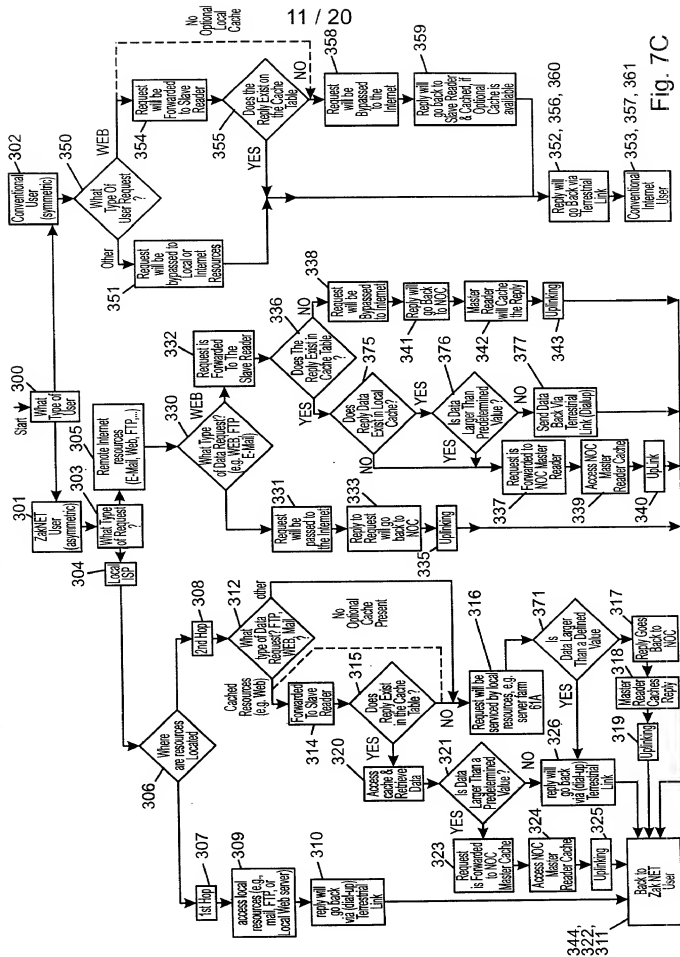 11 / 20
Fig. 7C
Start
300
What
Type of
User
301
ZakNET
User
(asymmetric)
302
Conventional
User
(symmetric)
303
What Type
of Request
?
304
Local
ISP
305
Remote Internet
resources
(E-Mail, Web, FTP,...)
306
Where
are resources
Located
307
1st Hop
309
access local
resources (e.g.,
mail, FTP, or
Local Web server)
310
reply will
go back
via (dial-up)
Terrestrial
Link
308
2nd Hop
312
What
type of Data
Request? FTP,
WEB, Mail
?
other
Cached
Resources
(e.g. Web)
No
Optional
Cache
Present
314
Forwarded
To Slave
Reader
315
Does
Reply Exist
in the Cache
Table ?
YES
NO
320
Access
cache &
Retrieve
Data
321
Is Data
Larger Than a
Predetermined
Value ?
YES
NO
323
Request
is Forwarded
to NOC
Master Cache
324
Access NOC
Master
Reader Cache
325
Uplinking
326
reply will
go back
via (dial-up)
Terrestrial
Link
316
Request will be
serviced by local
resources, e.g.
server farm
61A
371
Is
Data Larger
Than a Defined
Value
YES
317
Reply Goes
Back to
NOC
318
Master
Reader
Caches
Reply
319
Uplinking
344,
322,
311
Back to
Zak NET
User
330
What Type
of Data Request?
(e.g. WEB, FTP
E-Mail)
WEB
331
Request
will be
passed to
the Internet
333
Reply to
Request
will go
back to
NOC
335
Uplinking
332
Request is
Forwarded
To The
Slave Reader
336
Does The
Reply Exist in
Cache Table
?
YES
NO
375
Does
Reply Data
Exist in Local
Cache?
NO
YES
376
Is Data
Larger Than
Predetermined
Value ?
YES
NO
377
Send Data
Back Via
Terrestrial
Link (Dialup)
337
Request is
Forwarded
to NOC
Master
Reader
339
Access NOC
Master
Reader Cache
340
UpLink
338
Request
will be
Bypassed
to Internet
341
Reply will
go Back
to NOC
342
Master
Reader will
Cache the
Reply
343
Uplinking
350
What
Type Of
User Request
?
Other
WEB
351
Request
will be
bypassed to
Local or
Internet
Resources
No
Optional
Local
Cache
354
Request
will be
Forwarded
to Slave
Reader
355
Does the
Reply Exist on
the Cache
Table
YES
NO
358
Request
will be
Bypassed
to the
Internet
359
Reply will
go back to
Slave Reader
& Cached, if
Optional
Cache is
available
352, 356, 360
Reply will
go Back via
Terrestrial
Link
353, 357, 361
Conventional
Internet
User